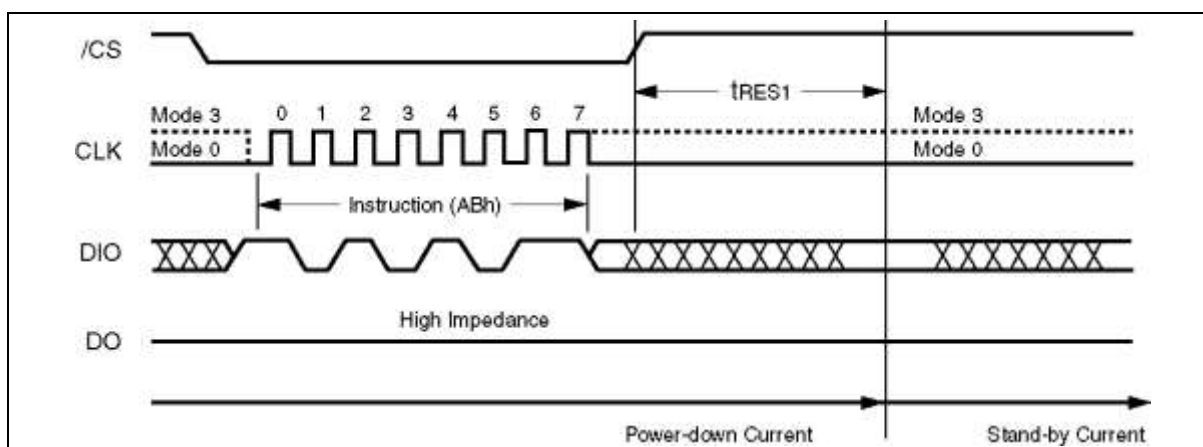 /CS
tRES1
Mode 3 0 1 2 3 4 5 6 7 Mode 3
CLK Mode 0 Mode 0
Instruction (ABh)
DIO
High Impedance
DO
Power-down Current Stand-by Current